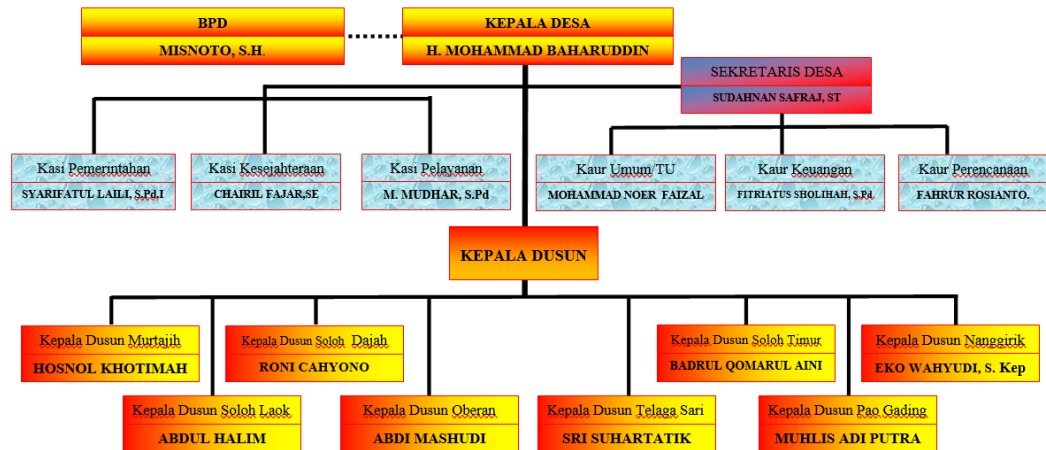 BPD
MISNOTO, S.H.
KEPALA DESA
H. MOHAMMAD BAHARUDDIN
SEKRETARIS DESA
SUDAHNAN SAFRAJ, ST
Kasi Pemerintahan
SYARIFATUL LAILI, S.Pd,I
Kasi Kesejahteraan
CHAIRIL FAJAR,SE
Kasi Pelayanan
M. MUDHAR, S.Pd
Kaur Umum/TU
MOHAMMAD NOER FAIZAL
Kaur Keuangan
FITRIATUS SHOLIHAH, S.Pd.
Kaur Perencanaan
FAHRUR ROSIANTO.
KEPALA DUSUN
Kepala Dusun Murtajih
HOSNOL KHOTIMAH
Kepala Dusun Soloh Dajah
RONI CAHYONO
Kepala Dusun Soloh Timur
BADRUL QOMARUL AINI
Kepala Dusun Nanggirik
EKO WAHYUDI, S. Kep
Kepala Dusun Soloh Laok
ABDUL HALIM
Kepala Dusun Oberan
ABDI MASHUDI
Kepala Dusun Telaga Sari
SRI SUHARTATIK
Kepala Dusun Pao Gading
MUHLIS ADI PUTRA